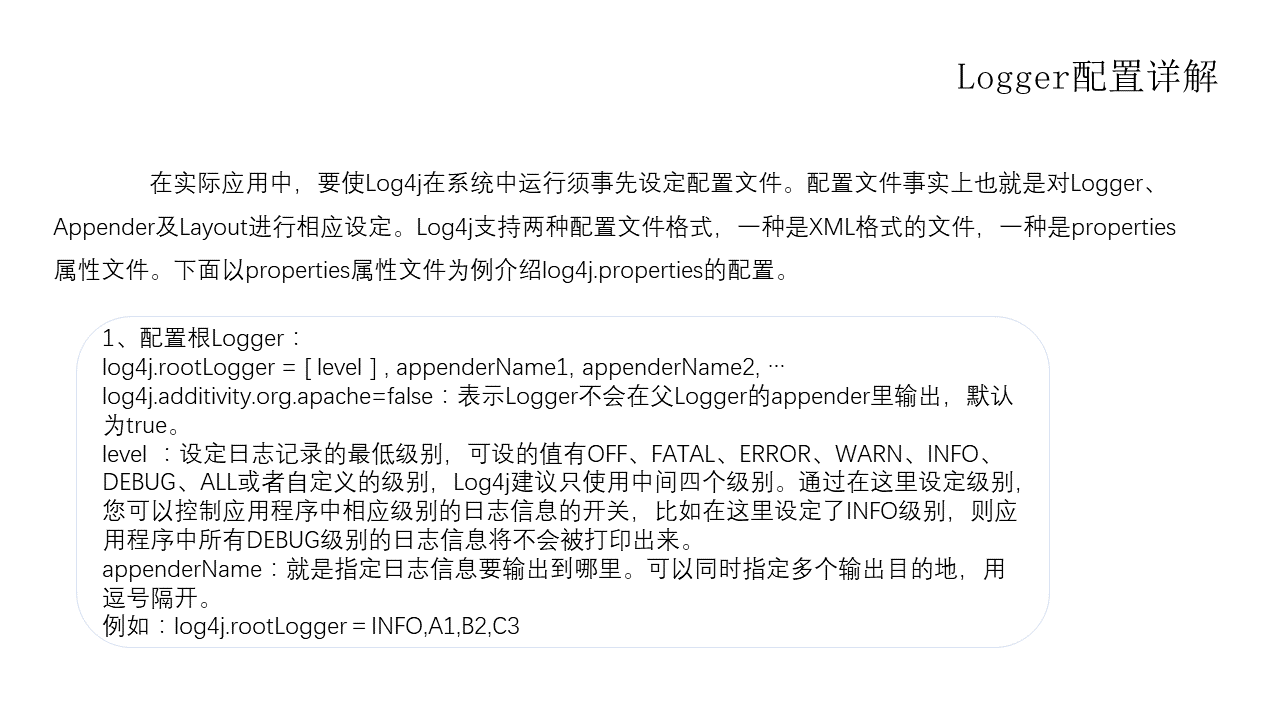 Logger配置详解
在实际应用中，要使Log4j在系统中运行须事先设定配置文件。配置文件事实上也就是对Logger、
Appender及Layout进行相应设定。Log4j支持两种配置文件格式，一种是XML格式的文件，一种是properties
属性文件。下面以properties属性文件为例介绍log4j.properties的配置。
1、配置根Logger：
log4j.rootLogger = [ level ] , appenderName1, appenderName2, …
log4j.additivity.org.apache=false：表示Logger不会在父Logger的appender里输出，默认
为true。
level ：设定日志记录的最低级别，可设的值有OFF、FATAL、ERROR、WARN、INFO、
DEBUG、ALL或者自定义的级别，Log4j建议只使用中间四个级别。通过在这里设定级别，
您可以控制应用程序中相应级别的日志信息的开关，比如在这里设定了INFO级别，则应
用程序中所有DEBUG级别的日志信息将不会被打印出来。
appenderName：就是指定日志信息要输出到哪里。可以同时指定多个输出目的地，用
逗号隔开。
例如：log4j.rootLogger＝INFO,A1,B2,C3